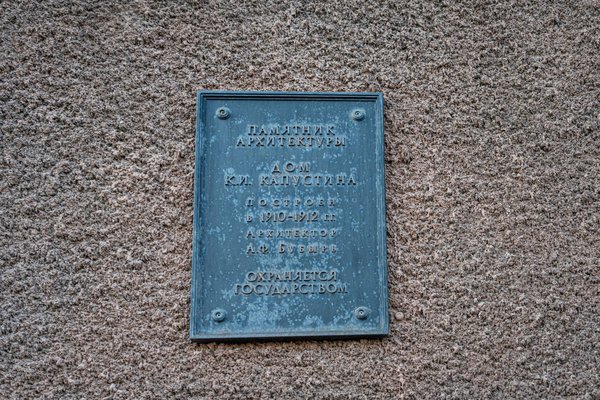 ПАМЯТНИК
АРХИТЕКТУРЫ
ДОМ
К.И. КАПУСТИНА
ПОСТРОЕН
в 1910-1912 гг.
АРХИТЕКТОР
А.Ф. БУБЫРЬ
ОХРАНЯЕТСЯ
ГОСУДАРСТВОМ